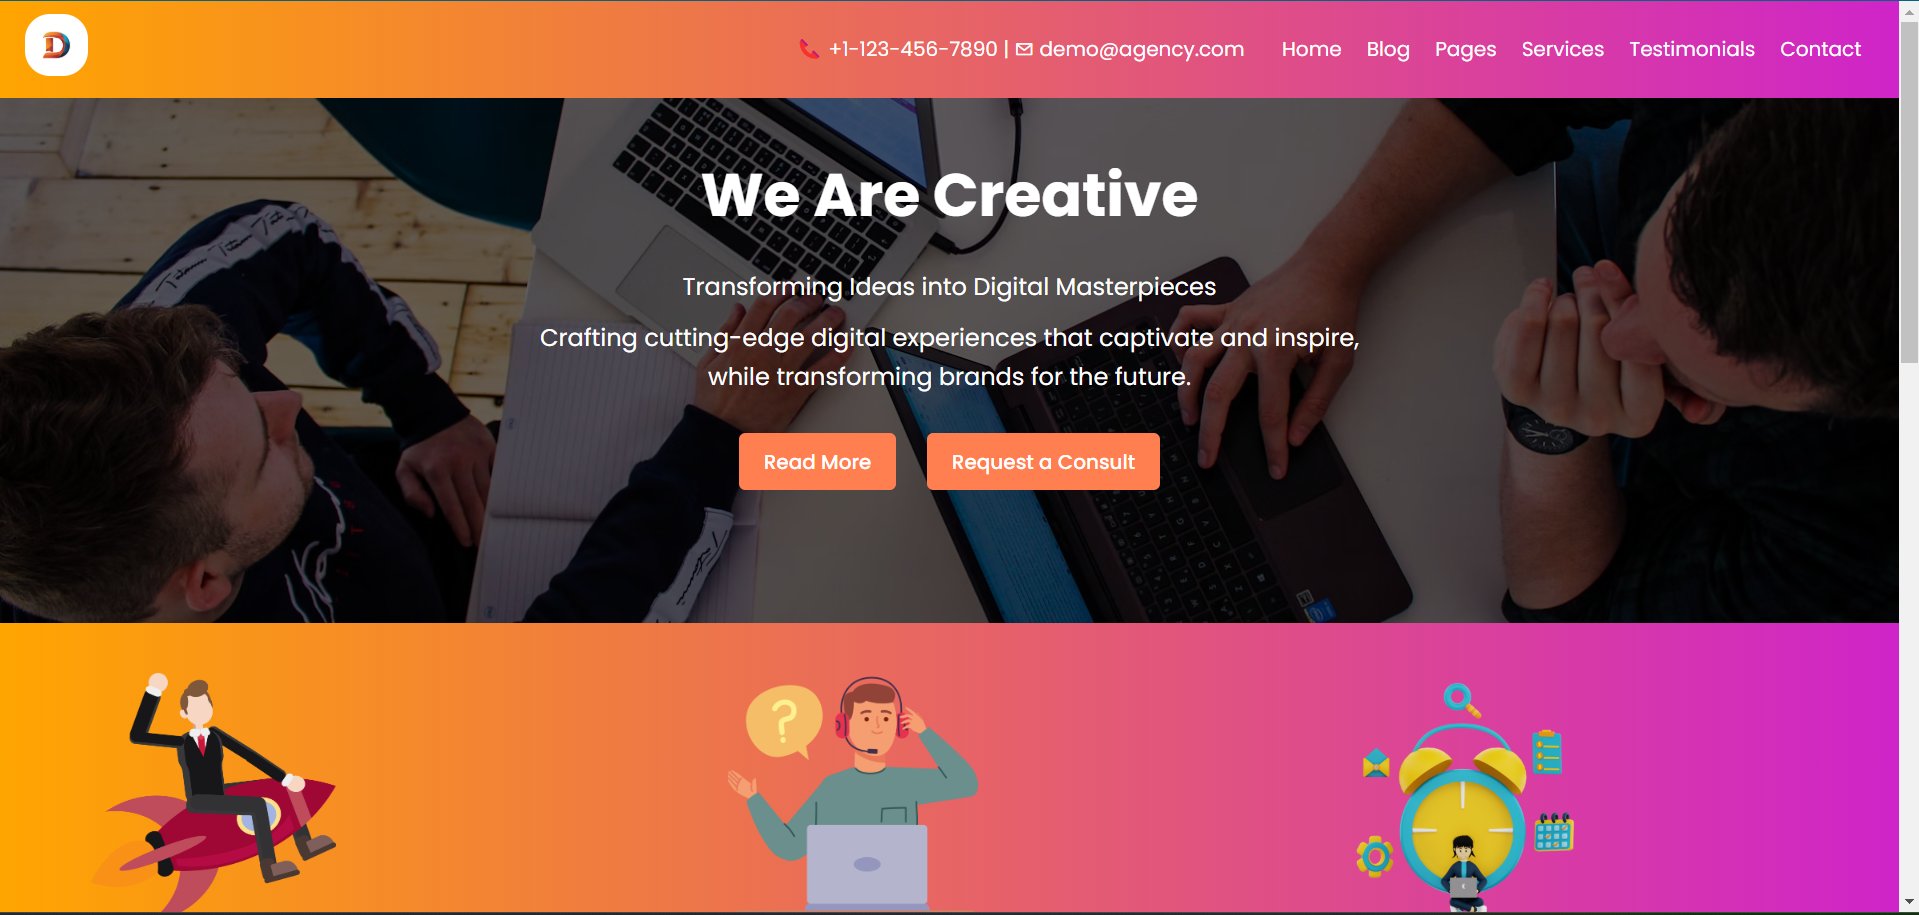 D
📞 +1-123-456-7890 | ✉ demo@agency.com Home Blog Pages Services Testimonials Contact
We Are Creative
Transforming Ideas into Digital Masterpieces
Crafting cutting-edge digital experiences that captivate and inspire,
while transforming brands for the future.
Read More Request a Consult
?